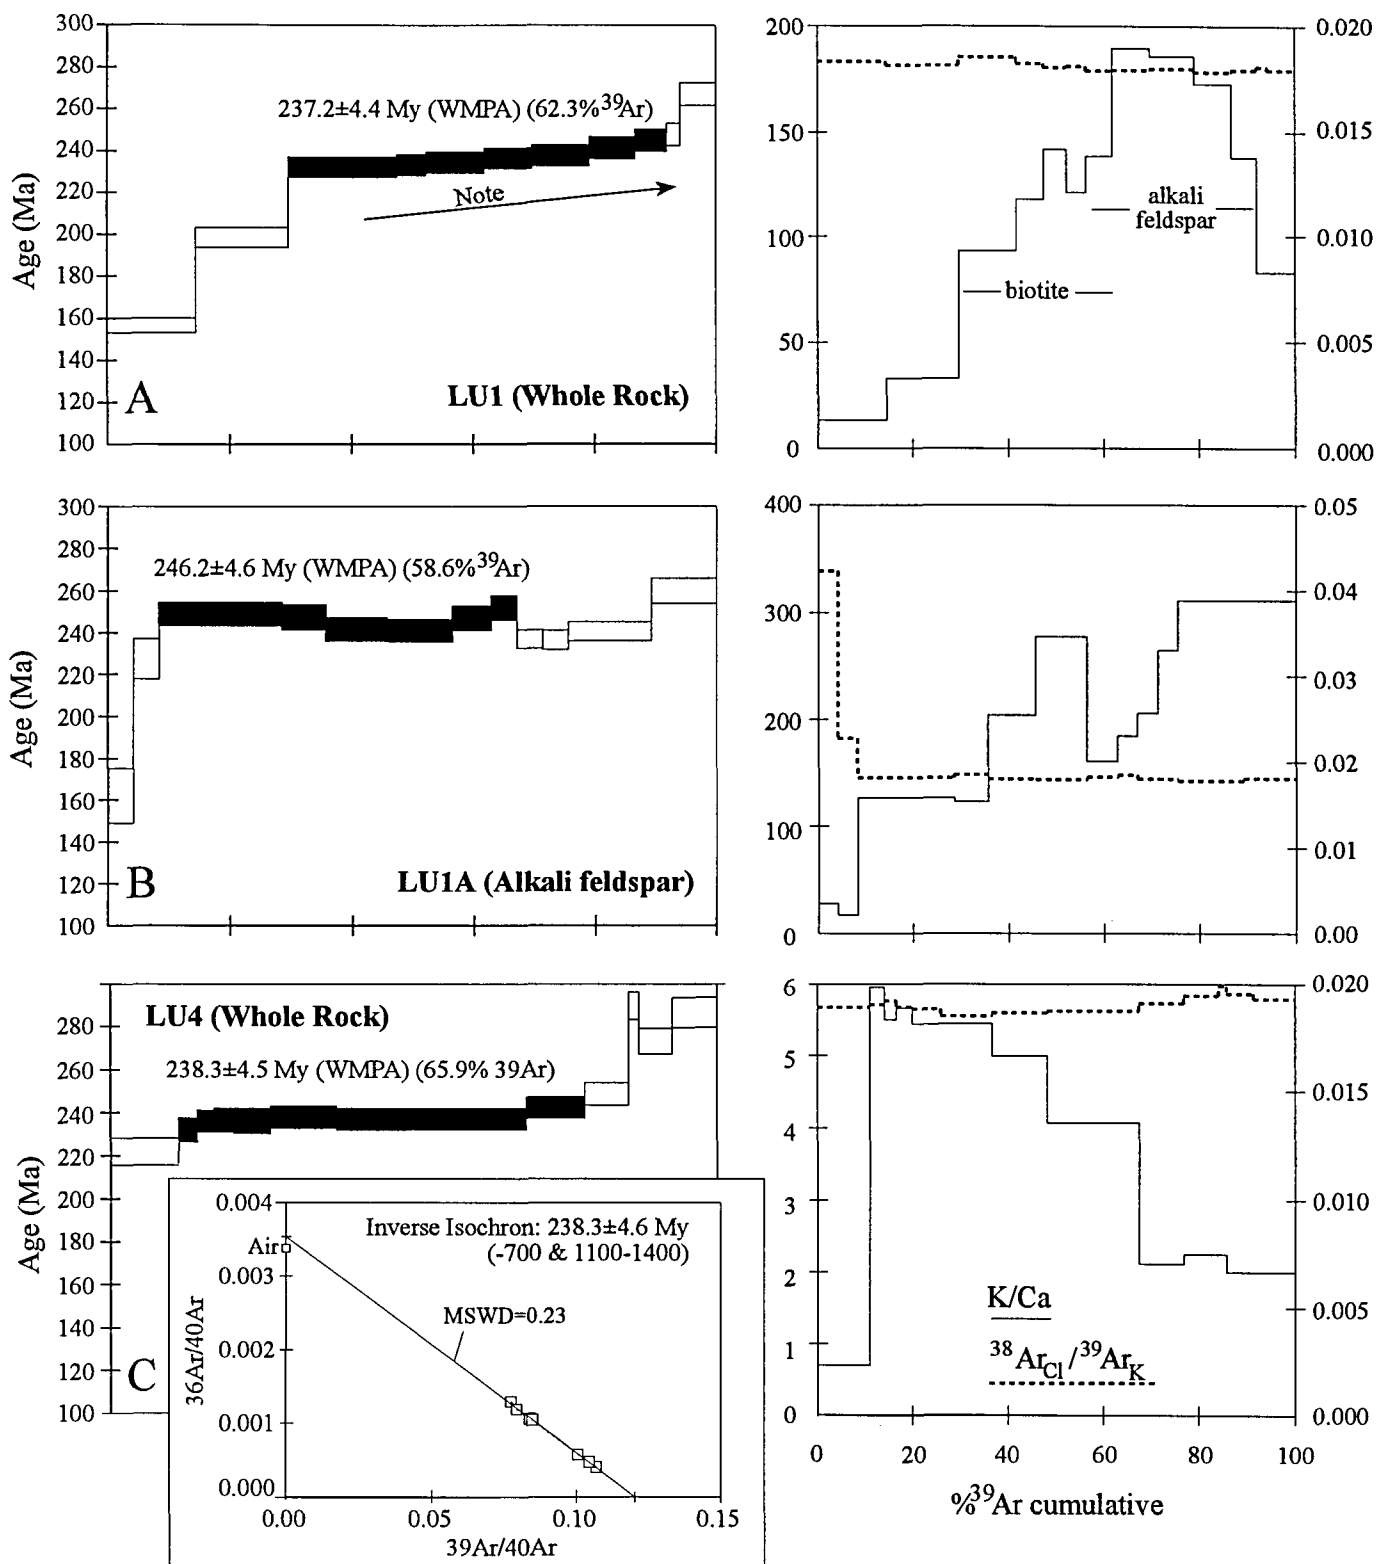 300
280
260
240
220
200
180
160
140
120
100
Age (Ma)
237.2±4.4 My (WMPA) (62.3%39Ar)
Note
A
LU1 (Whole Rock)
200
150
100
50
0
0.020
0.015
0.010
0.005
0.000
alkali
feldspar
biotite
300
280
260
240
220
200
180
160
140
120
100
Age (Ma)
246.2±4.6 My (WMPA) (58.6%39Ar)
B
LU1A (Alkali feldspar)
400
300
200
100
0
0.05
0.04
0.03
0.02
0.01
0.00
LU4 (Whole Rock)
238.3±4.5 My (WMPA) (65.9% 39Ar)
280
260
240
220
200
180
160
140
120
100
Age (Ma)
C
0.004
0.003
0.002
0.001
0.000
Air
36Ar/40Ar
Inverse Isochron: 238.3±4.6 My
(-700 & 1100-1400)
MSWD=0.23
0.00 0.05 0.10 0.15
39Ar/40Ar
6
5
4
3
2
1
0
0.020
0.015
0.010
0.005
0.000
K/Ca
38ArCl/39ArK
0 20 40 60 80 100
%39Ar cumulative